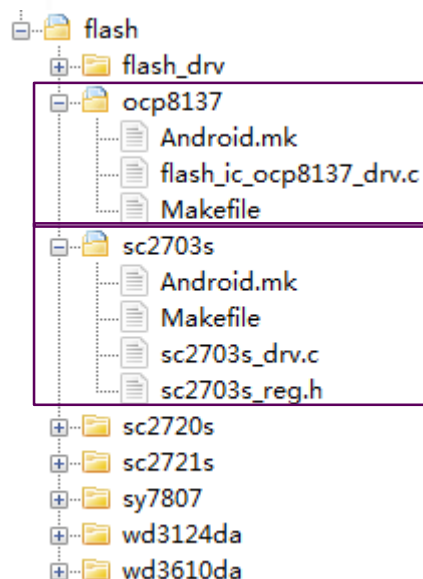 flash
flash_drv
ocp8137
Android.mk
flash_ic_ocp8137_drv.c
Makefile
sc2703s
Android.mk
Makefile
sc2703s_drv.c
sc2703s_reg.h
sc2720s
sc2721s
sy7807
wd3124da
wd3610da